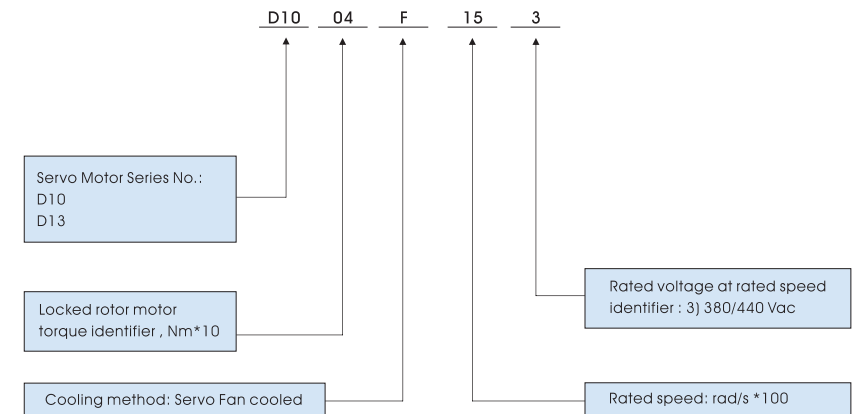 D10 04 F 15 3
Servo Motor Series No.:
D10
D13
Locked rotor motor
torque identifier , Nm*10
Cooling method: Servo Fan cooled
Rated voltage at rated speed
identifier : 3) 380/440 Vac
Rated speed: rad/s *100